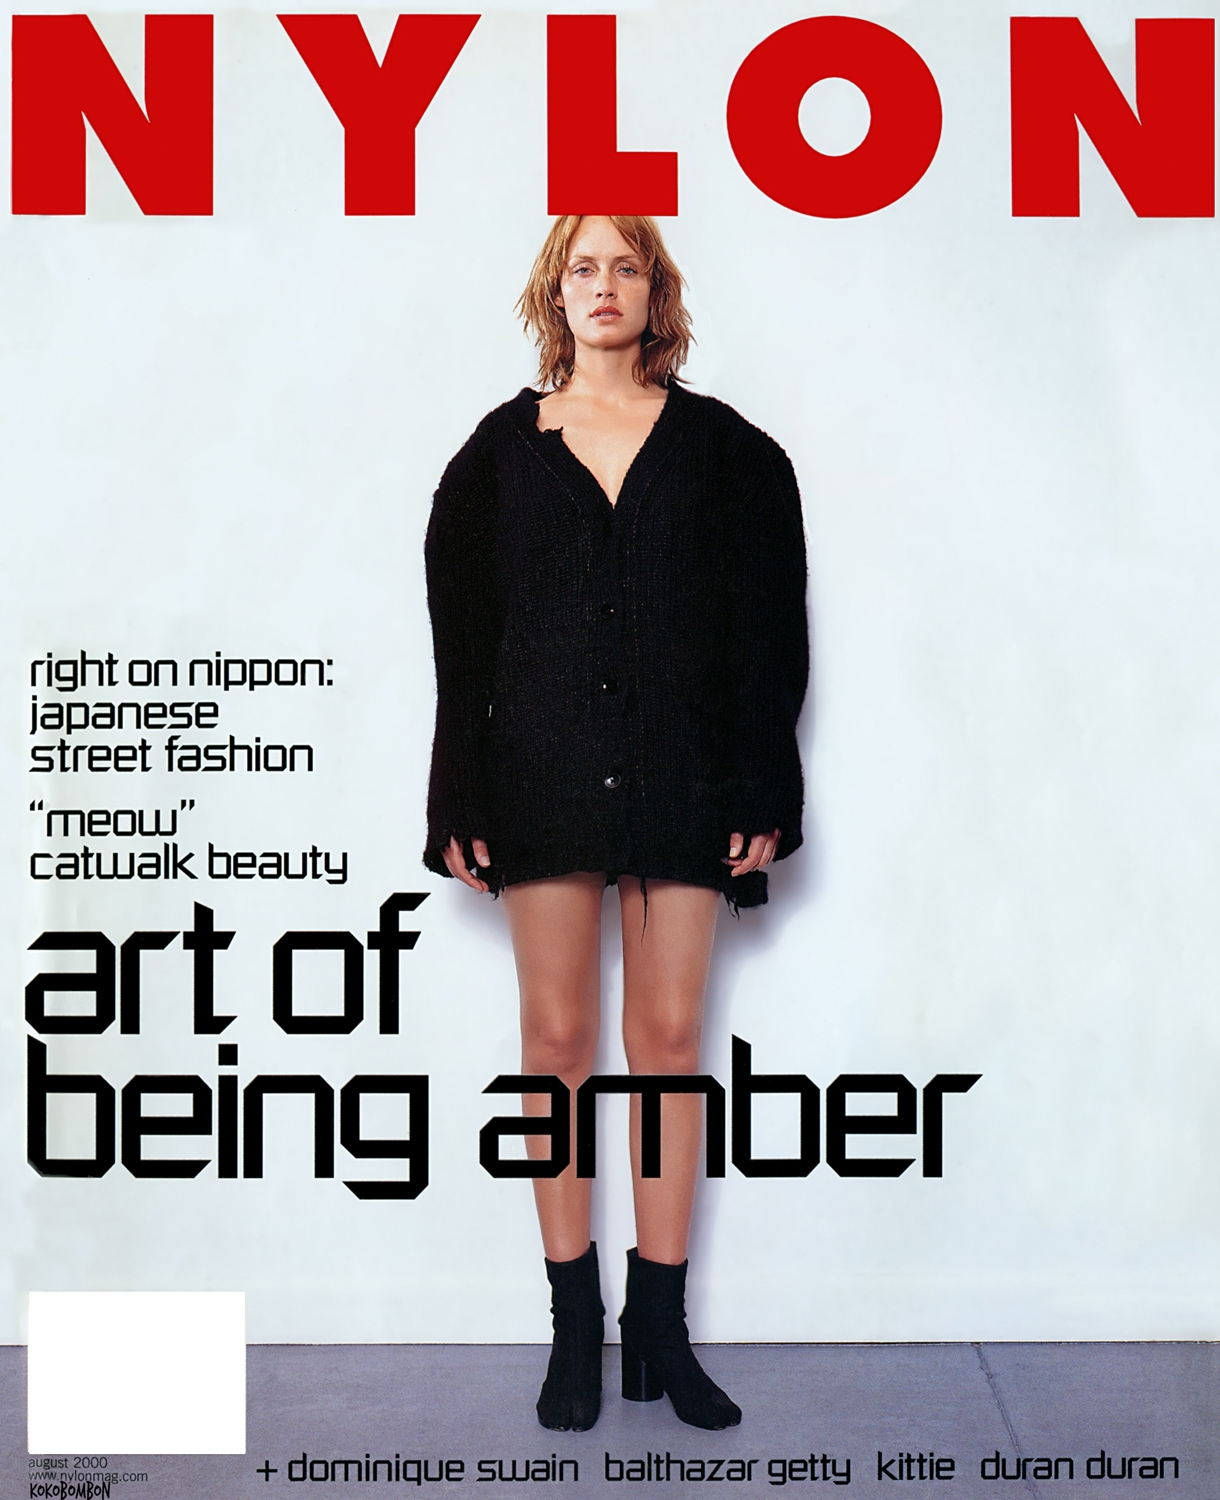 NYLON
right on nippon:
japanese
street fashion
“meow”
catwalk beauty
art of
being amber
august 2000
www.nylonmag.com
KOKOBOMBON
+ dominique swain balthazar getty kittie duran duran